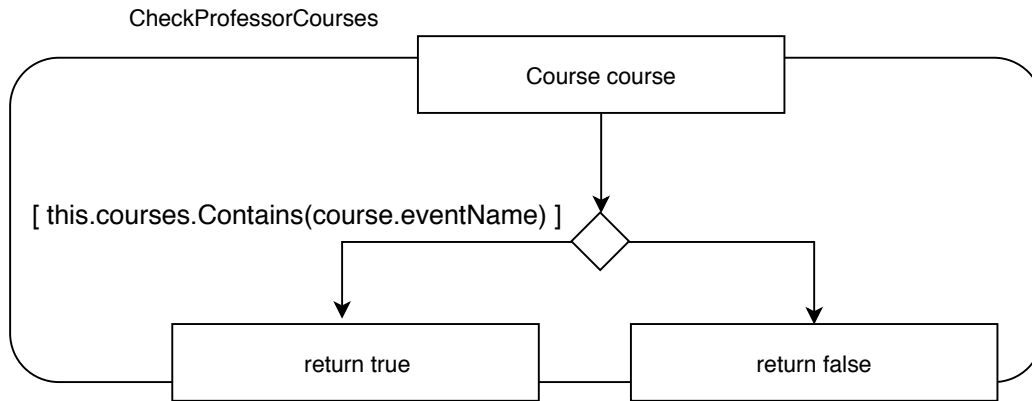 CheckProfessorCourses
Course course
[ this.courses.Contains(course.eventName) ]
return true
return false